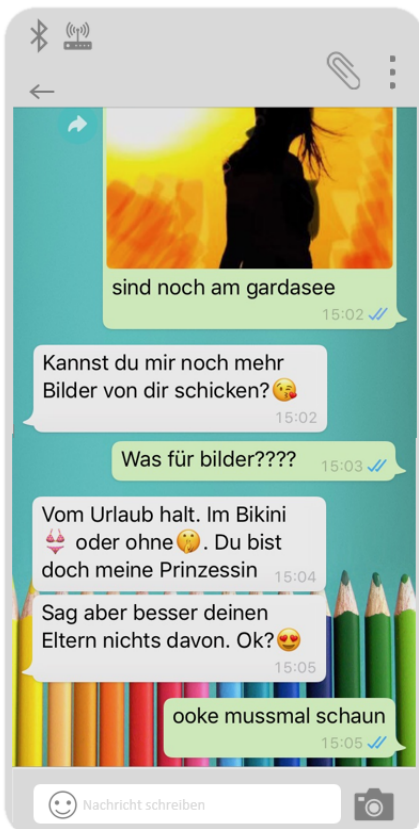 sind noch am gardasee
15:02
Kannst du mir noch mehr
Bilder von dir schicken?😘
15:02
Was für bilder???? 15:03
Vom Urlaub halt. Im Bikini
👙 oder ohne🤫. Du bist
doch meine Prinzessin 15:04
Sag aber besser deinen
Eltern nichts davon. Ok?😍
15:05
ooke mussmal schaun
15:05
Nachricht schreiben